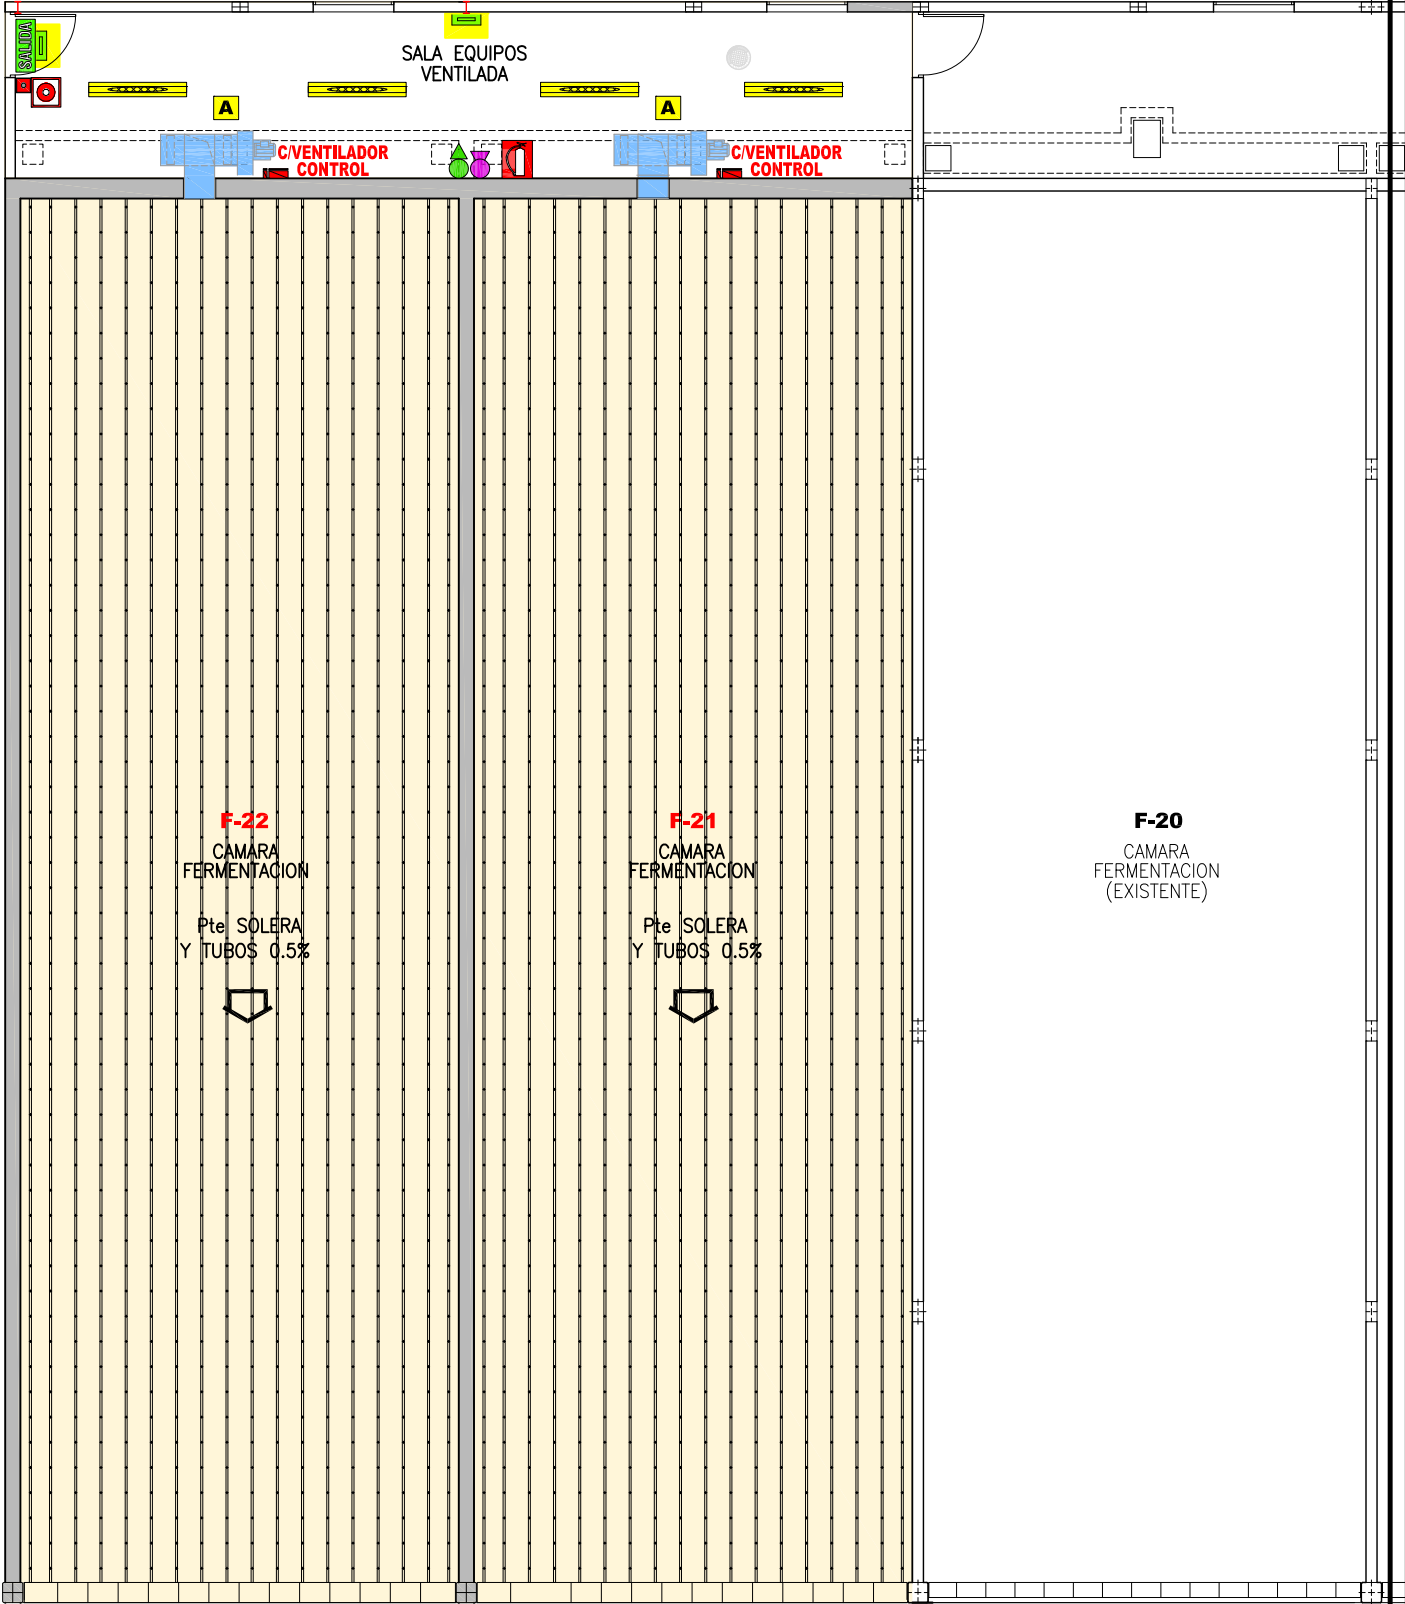 SALIDA
SALA EQUIPOS
VENTILADA
A
A
C/VENTILADOR
CONTROL
C/VENTILADOR
CONTROL
F-22
CAMARA
FERMENTACION
Pte SOLERA
Y TUBOS 0.5%
F-21
CAMARA
FERMENTACION
Pte SOLERA
Y TUBOS 0.5%
F-20
CAMARA
FERMENTACION
(EXISTENTE)